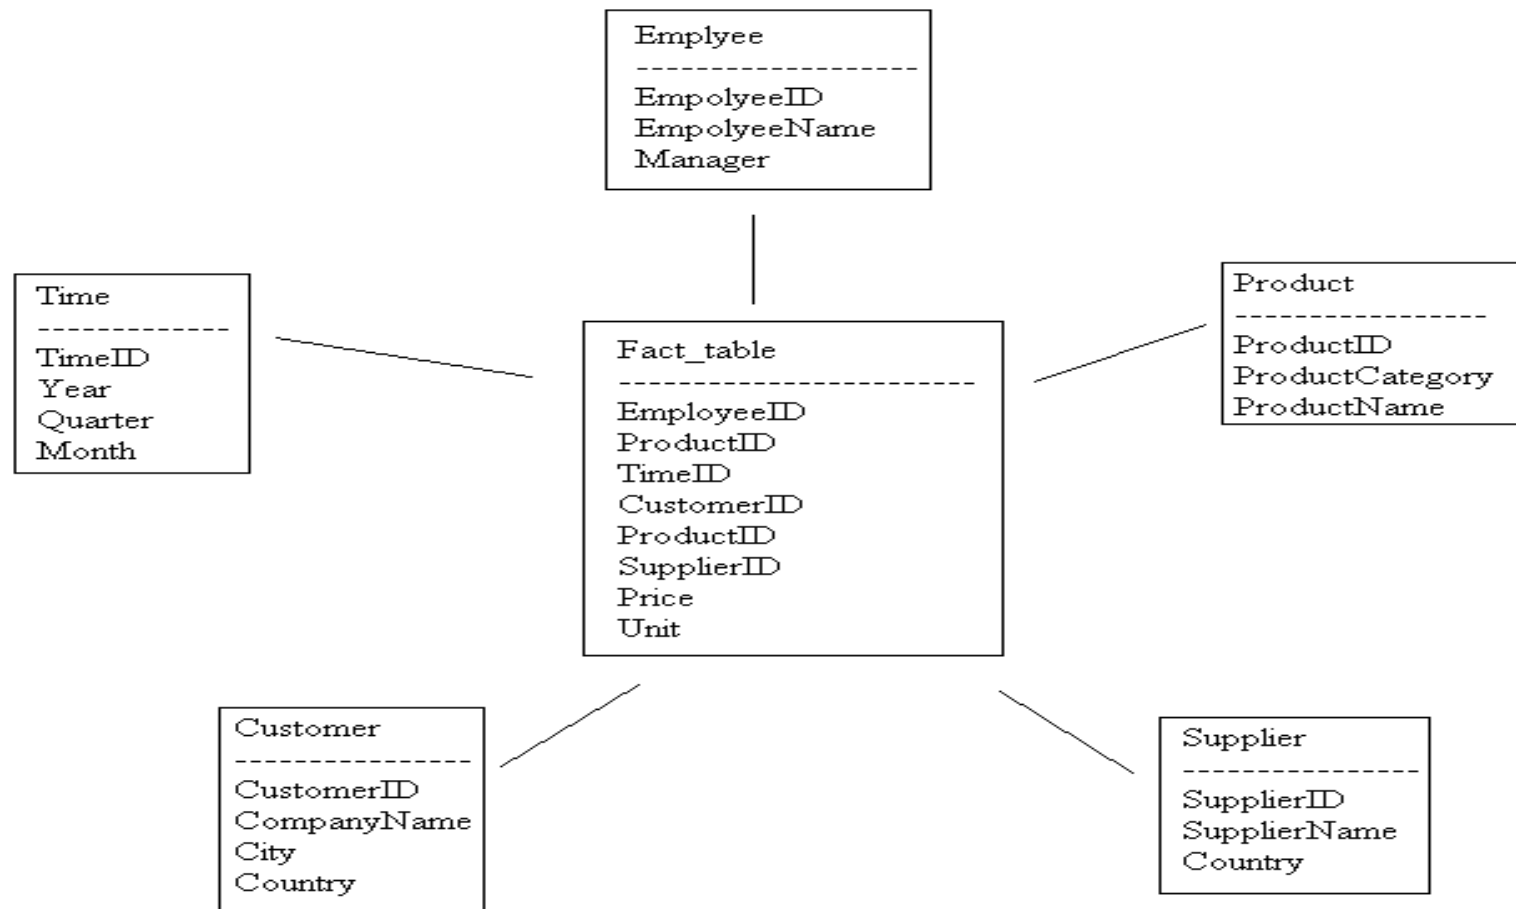 Emplyee
--------------------
EmpolyeeID
EmpolyeeName
Manager
Time
-------------
TimeID
Year
Quarter
Month
Fact_table
------------------------
EmployeeID
ProductID
TimeID
CustomerID
ProductID
SupplierID
Price
Unit
Product
-----------------
ProductID
ProductCategory
ProductName
Customer
----------------
CustomerID
CompanyName
City
Country
Supplier
----------------
SupplierID
SupplierName
Country